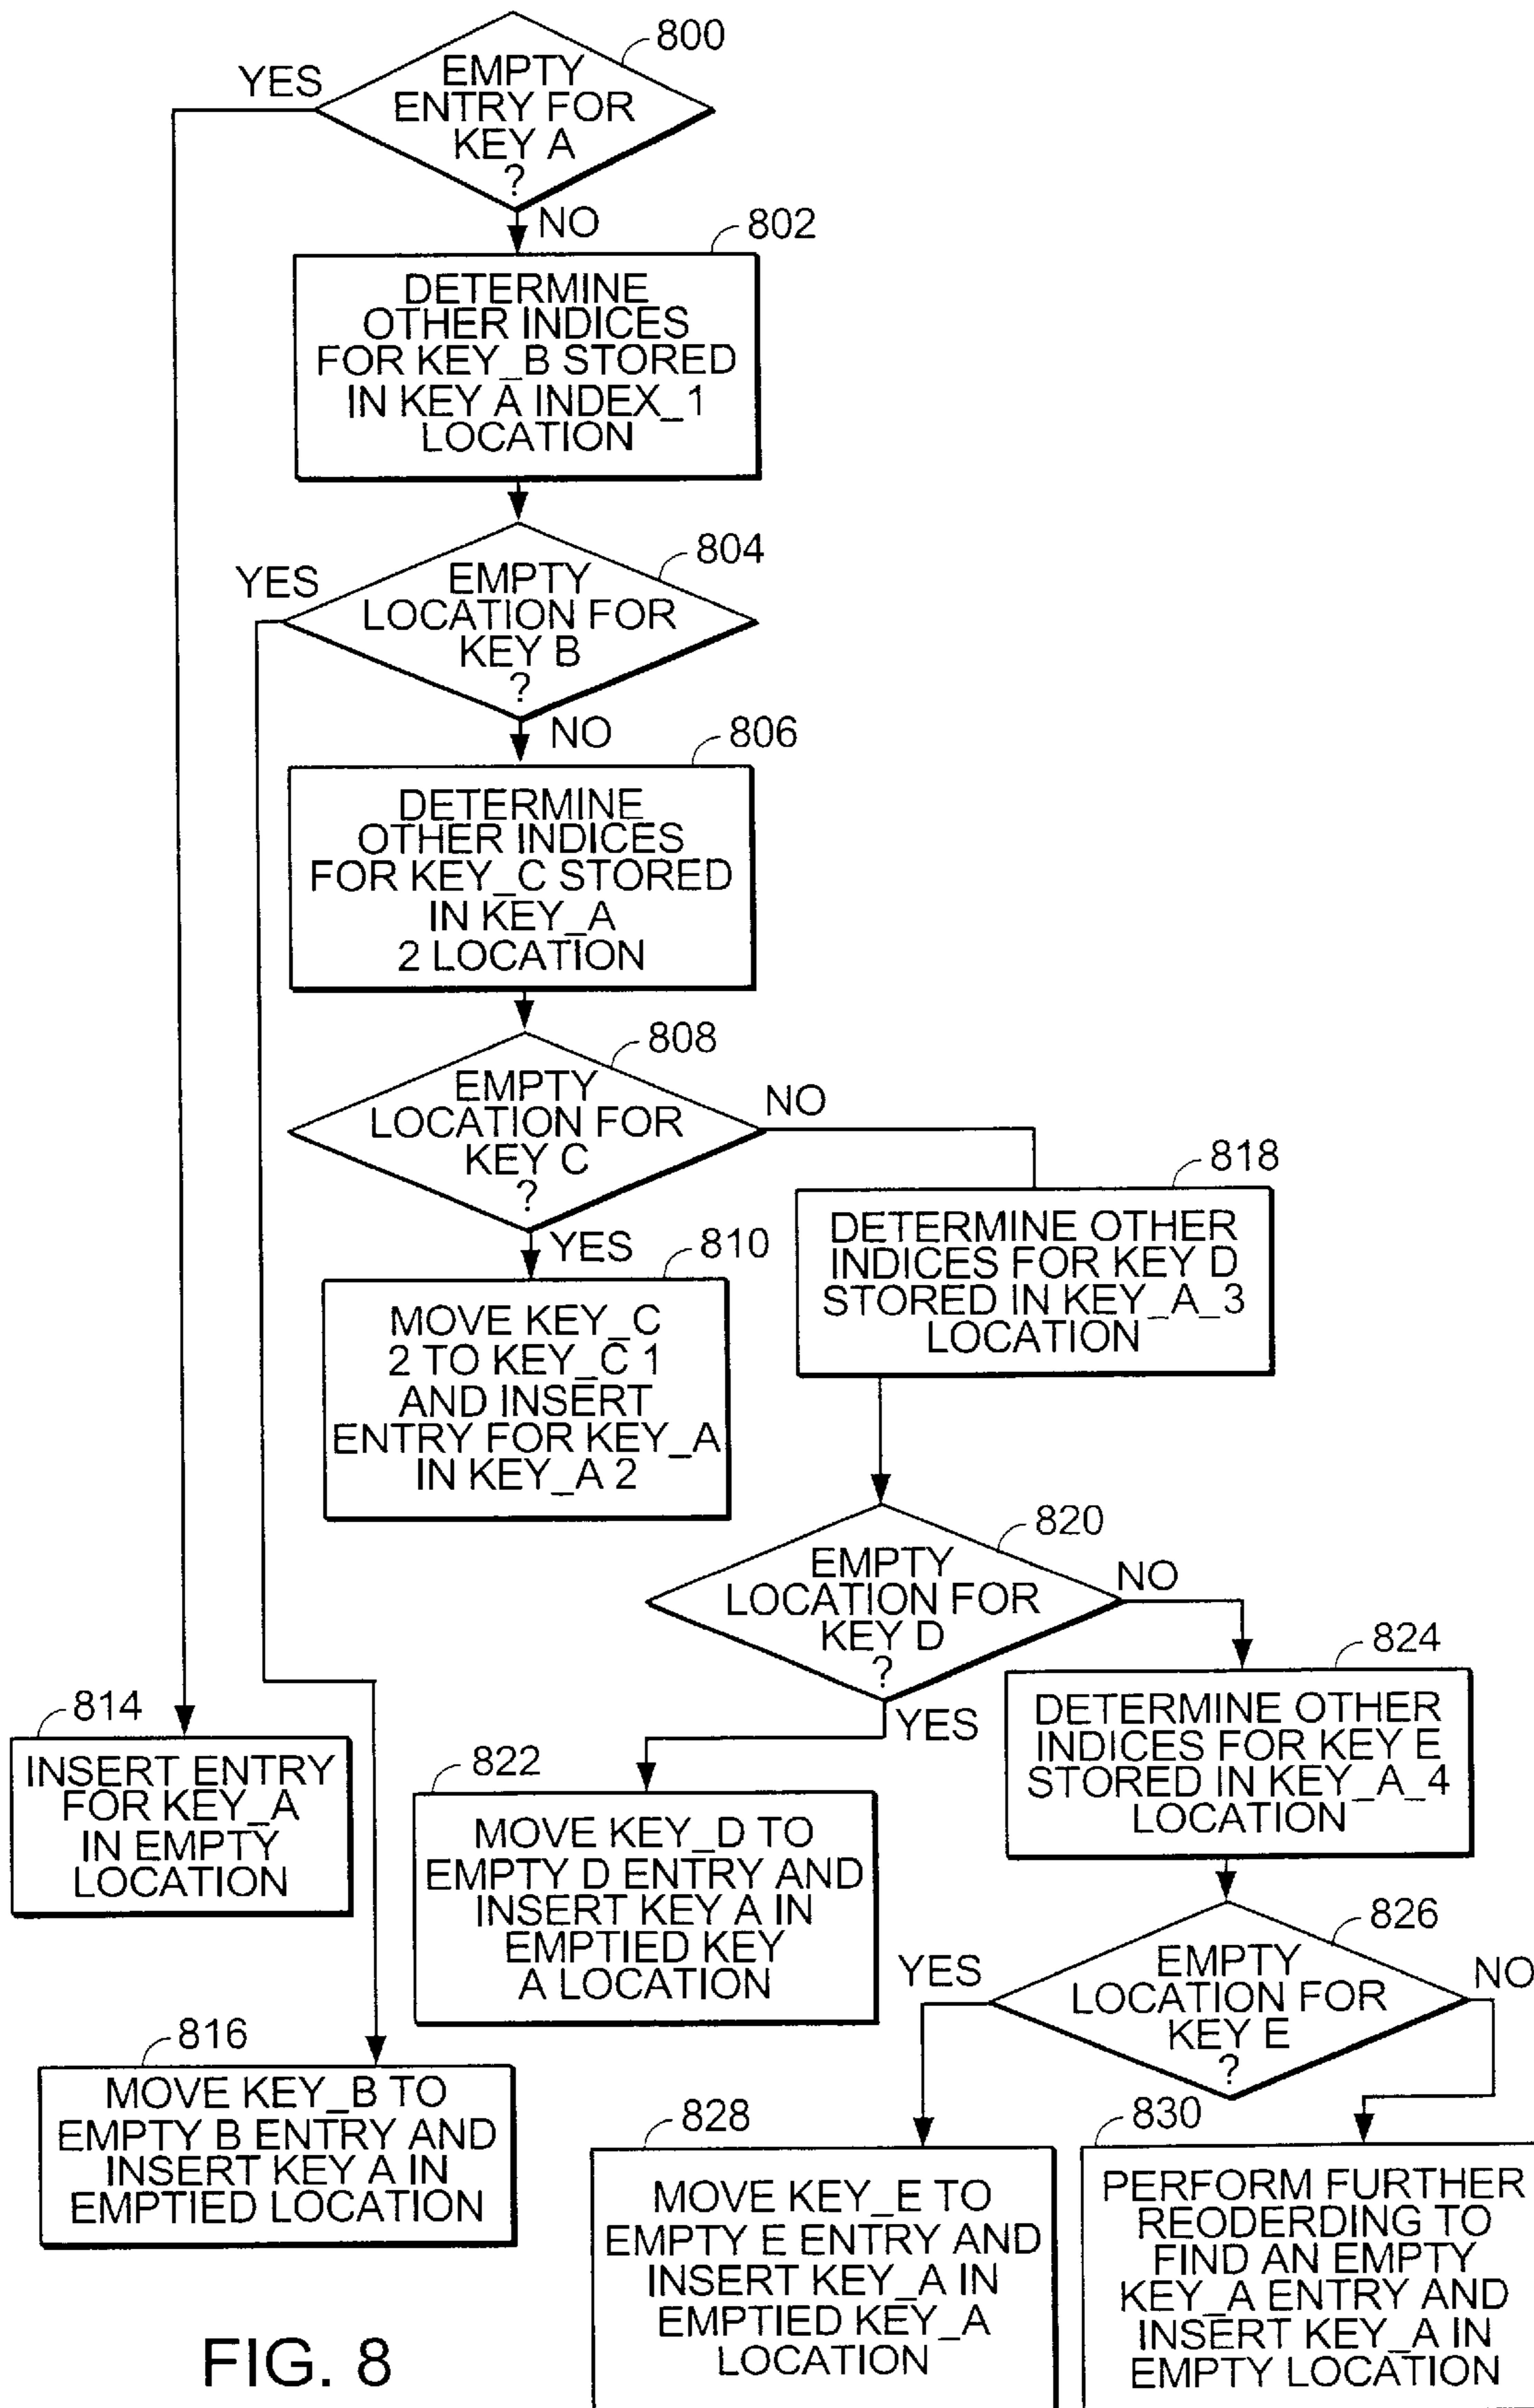 800
EMPTY
ENTRY FOR
KEY A
?
YES
NO
802
DETERMINE
OTHER INDICES
FOR KEY_B STORED
IN KEY A INDEX_1
LOCATION
804
YES
EMPTY
LOCATION FOR
KEY B
?
NO
806
DETERMINE
OTHER INDICES
FOR KEY_C STORED
IN KEY_A
2 LOCATION
808
EMPTY
LOCATION FOR
KEY C
?
NO
YES
810
MOVE KEY_C
2 TO KEY_C 1
AND INSERT
ENTRY FOR KEY_A
IN KEY_A 2
818
DETERMINE OTHER
INDICES FOR KEY D
STORED IN KEY_A_3
LOCATION
820
EMPTY
LOCATION FOR
KEY D
?
NO
YES
824
DETERMINE OTHER
INDICES FOR KEY E
STORED IN KEY_A_4
LOCATION
814
INSERT ENTRY
FOR KEY_A
IN EMPTY
LOCATION
822
MOVE KEY_D TO
EMPTY D ENTRY AND
INSERT KEY A IN
EMPTIED KEY
A LOCATION
826
YES
EMPTY
LOCATION FOR
KEY E
?
NO
816
MOVE KEY_B TO
EMPTY B ENTRY AND
INSERT KEY A IN
EMPTIED LOCATION
828
MOVE KEY_E TO
EMPTY E ENTRY AND
INSERT KEY_A IN
EMPTIED KEY_A
LOCATION
830
PERFORM FURTHER
REODERDING TO
FIND AN EMPTY
KEY_A ENTRY AND
INSERT KEY_A IN
EMPTY LOCATION
FIG. 8